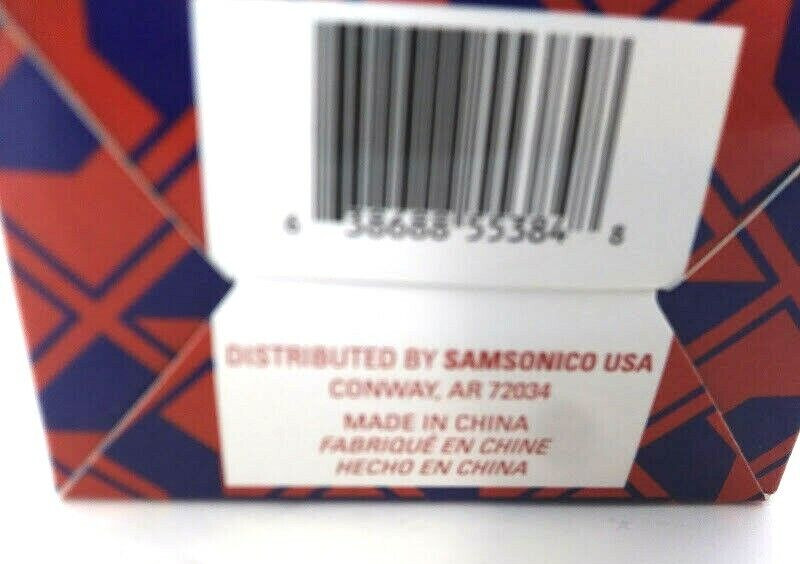 6 38688 55384 8
DISTRIBUTED BY SAMSONICO USA
CONWAY, AR 72034
MADE IN CHINA
FABRIQUÉ EN CHINE
HECHO EN CHINA